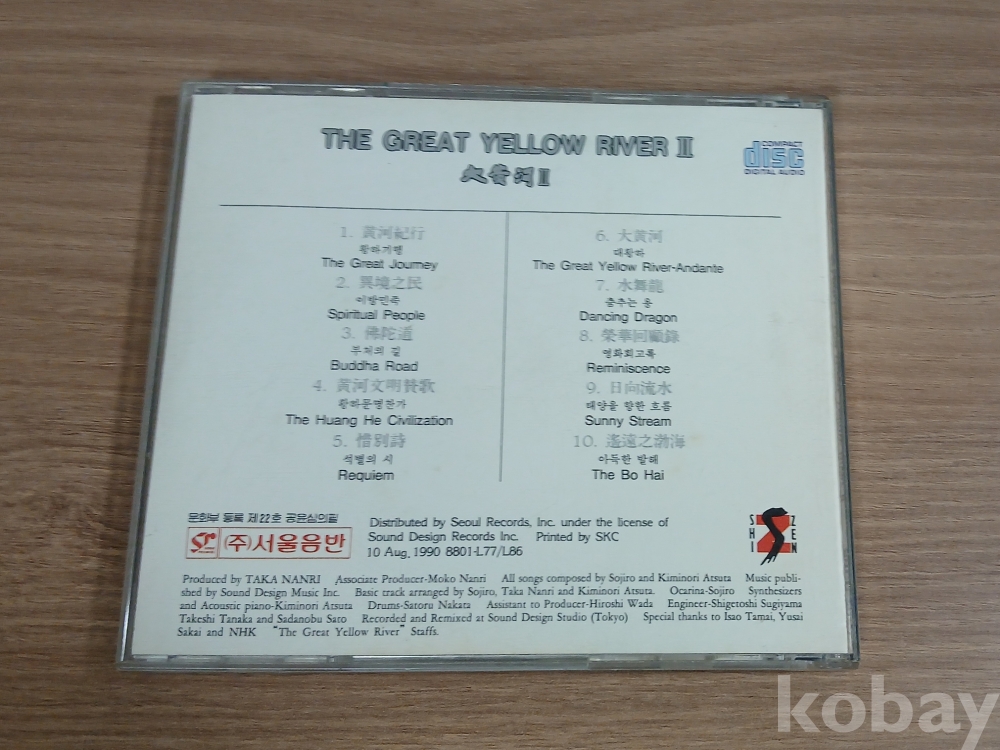 THE GREAT YELLOW RIVER II
大黃河 II
COMPACT
disc
DIGITAL AUDIO
1. 黃河紀行
황하기행
The Great Journey
2. 異境之民
이방민족
Spiritual People
3. 佛陀道
부처의 길
Buddha Road
4. 黃河文明賛歌
황하문명찬가
The Huang He Civilization
5. 惜別詩
석별의 시
Requiem
6. 大黃河
대황하
The Great Yellow River-Andante
7. 水舞龍
춤추는 용
Dancing Dragon
8. 榮華回顧錄
영화회고록
Reminiscence
9. 日向流水
태양을 향한 흐름
Sunny Stream
10. 遙遠之渤海
아득한 발해
The Bo Hai
문화부 등록 제22호 공윤심의필
SR (주)서울음반
Distributed by Seoul Records, Inc. under the license of
Sound Design Records Inc. Printed by SKC
10 Aug, 1990 8801-L77/L86
SHI ZEN
Produced by TAKA NANRI Associate Producer-Moko Nanri All songs composed by Sojiro and Kiminori Atsuta Music publi-
shed by Sound Design Music Inc. Basic track arranged by Sojiro, Taka Nanri and Kiminori Atsuta. Ocarina-Sojiro Synthesizers
and Acoustic piano-Kiminori Atsuta Drums-Satoru Nakata Assistant to Producer-Hiroshi Wada Engineer-Shigetoshi Sugiyama
Takeshi Tanaka and Sadanobu Sato Recorded and Remixed at Sound Design Studio (Tokyo) Special thanks to Isao Tamai, Yusai
Sakai and NHK "The Great Yellow River" Staffs.
kobay